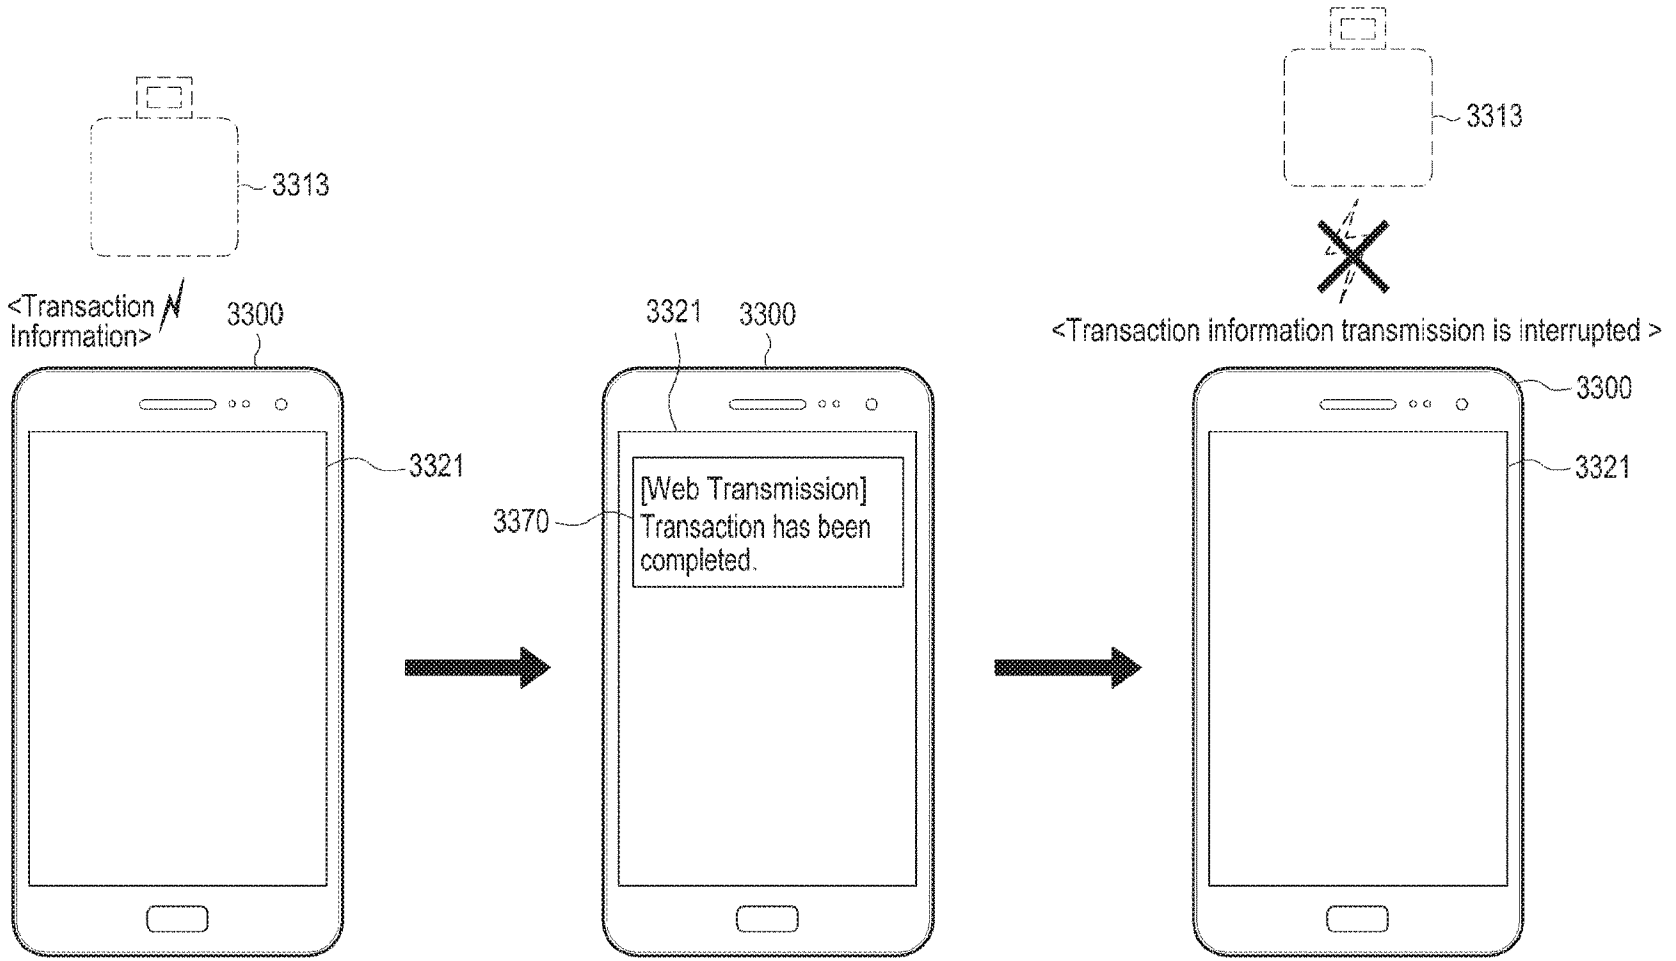 3313
<Transaction
Information>
3300
3321
3321
3300
3370
[Web Transmission]
Transaction has been
completed.
3313
<Transaction information transmission is interrupted >
3300
3321